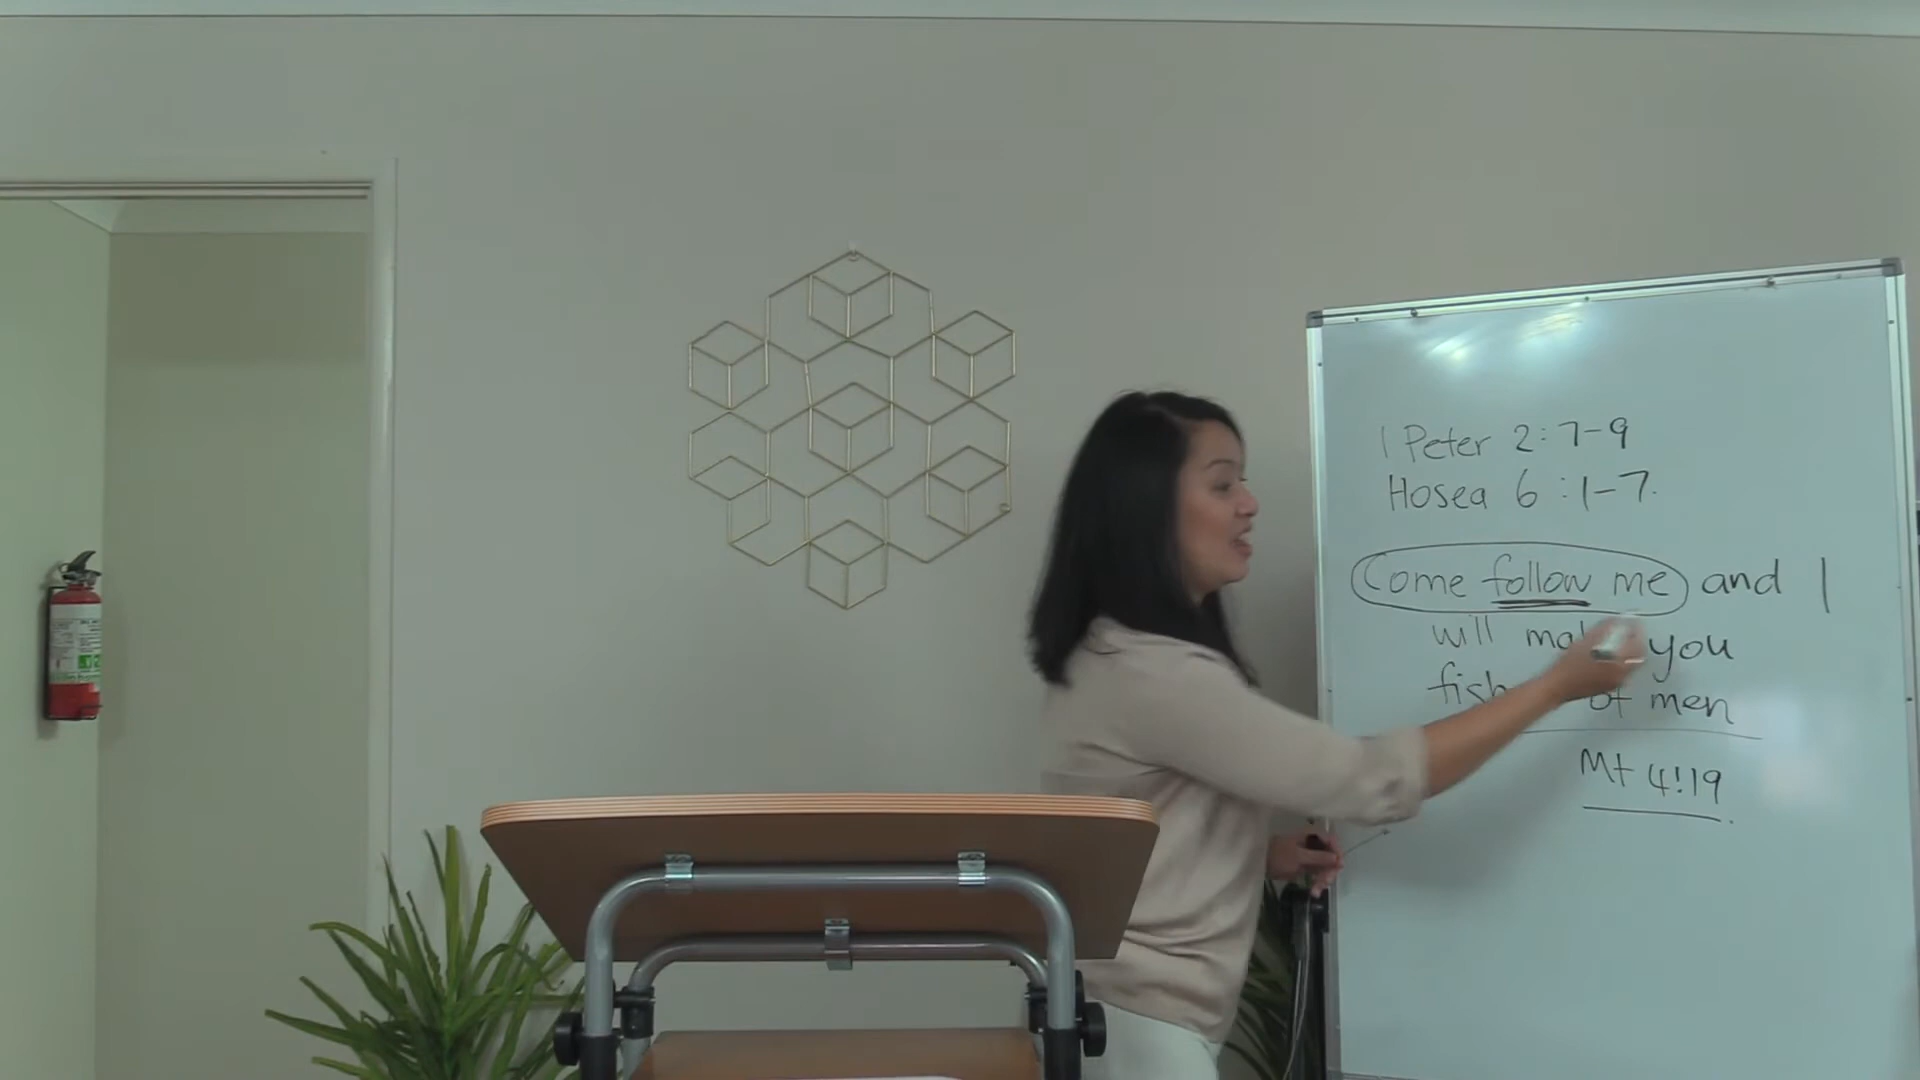 1 Peter 2:7-9
Hosea 6:1-7.
Come follow me and I
will you
of men
Mt 4:19